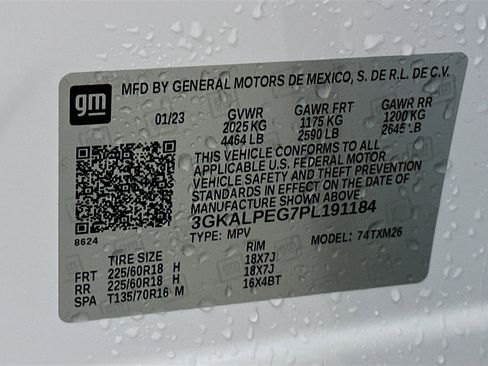 gm
MFD BY GENERAL MOTORS DE MEXICO, S. DE R.L. DE C.V.
01/23 GVWR GAWR FRT GAWR RR
2025 KG 1175 KG 1200 KG
4464 LB 2590 LB 2645 LB
THIS VEHICLE CONFORMS TO ALL
APPLICABLE U.S. FEDERAL MOTOR
VEHICLE SAFETY AND THEFT PREVENTION
STANDARDS IN EFFECT ON THE DATE OF
MANUFACTURE SHOWN ABOVE.
3GKALPEG7PL191184
8624
TYPE: MPV MODEL: 74TXM26
TIRE SIZE RIM
FRT 225/60R18 H 18X7J
RR 225/60R18 H 18X7J
SPA T135/70R16 M 16X4BT